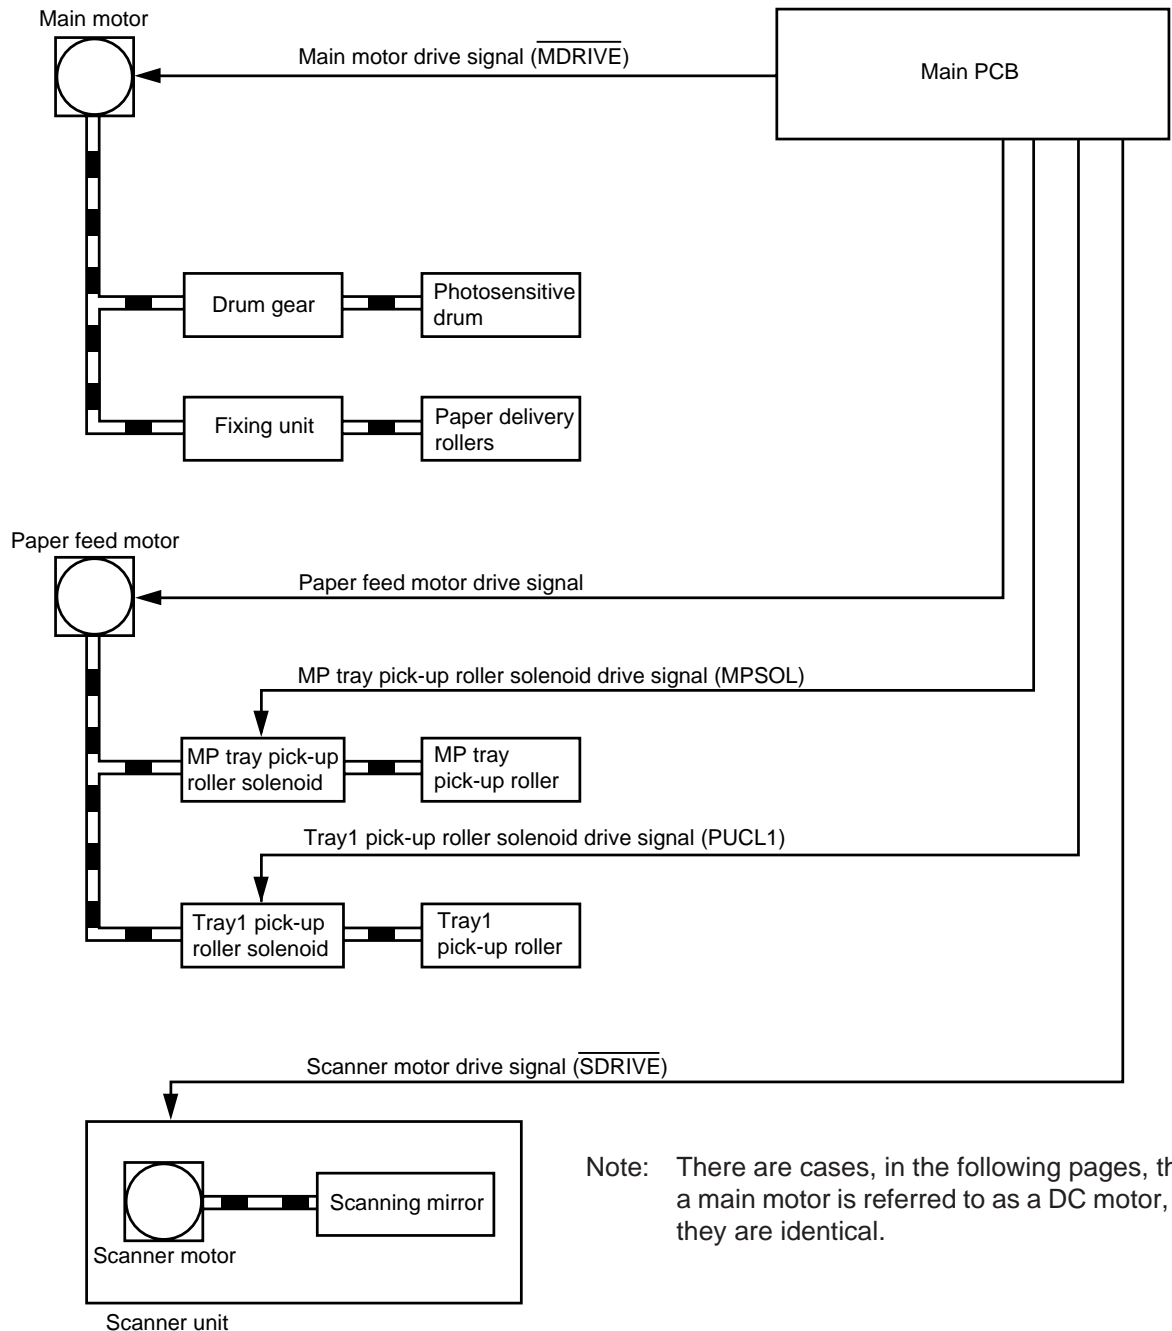 Main motor
Main motor drive signal (MDRIVE)
Main PCB
Drum gear
Photosensitive
drum
Fixing unit
Paper delivery
rollers
Paper feed motor
Paper feed motor drive signal
MP tray pick-up roller solenoid drive signal (MPSOL)
MP tray pick-up
roller solenoid
MP tray
pick-up roller
Tray1 pick-up roller solenoid drive signal (PUCL1)
Tray1 pick-up
roller solenoid
Tray1
pick-up roller
Scanner motor drive signal (SDRIVE)
Scanning mirror
Scanner motor
Scanner unit
Note: There are cases, in the following pages,
a main motor is referred to as a DC motor,
they are identical.